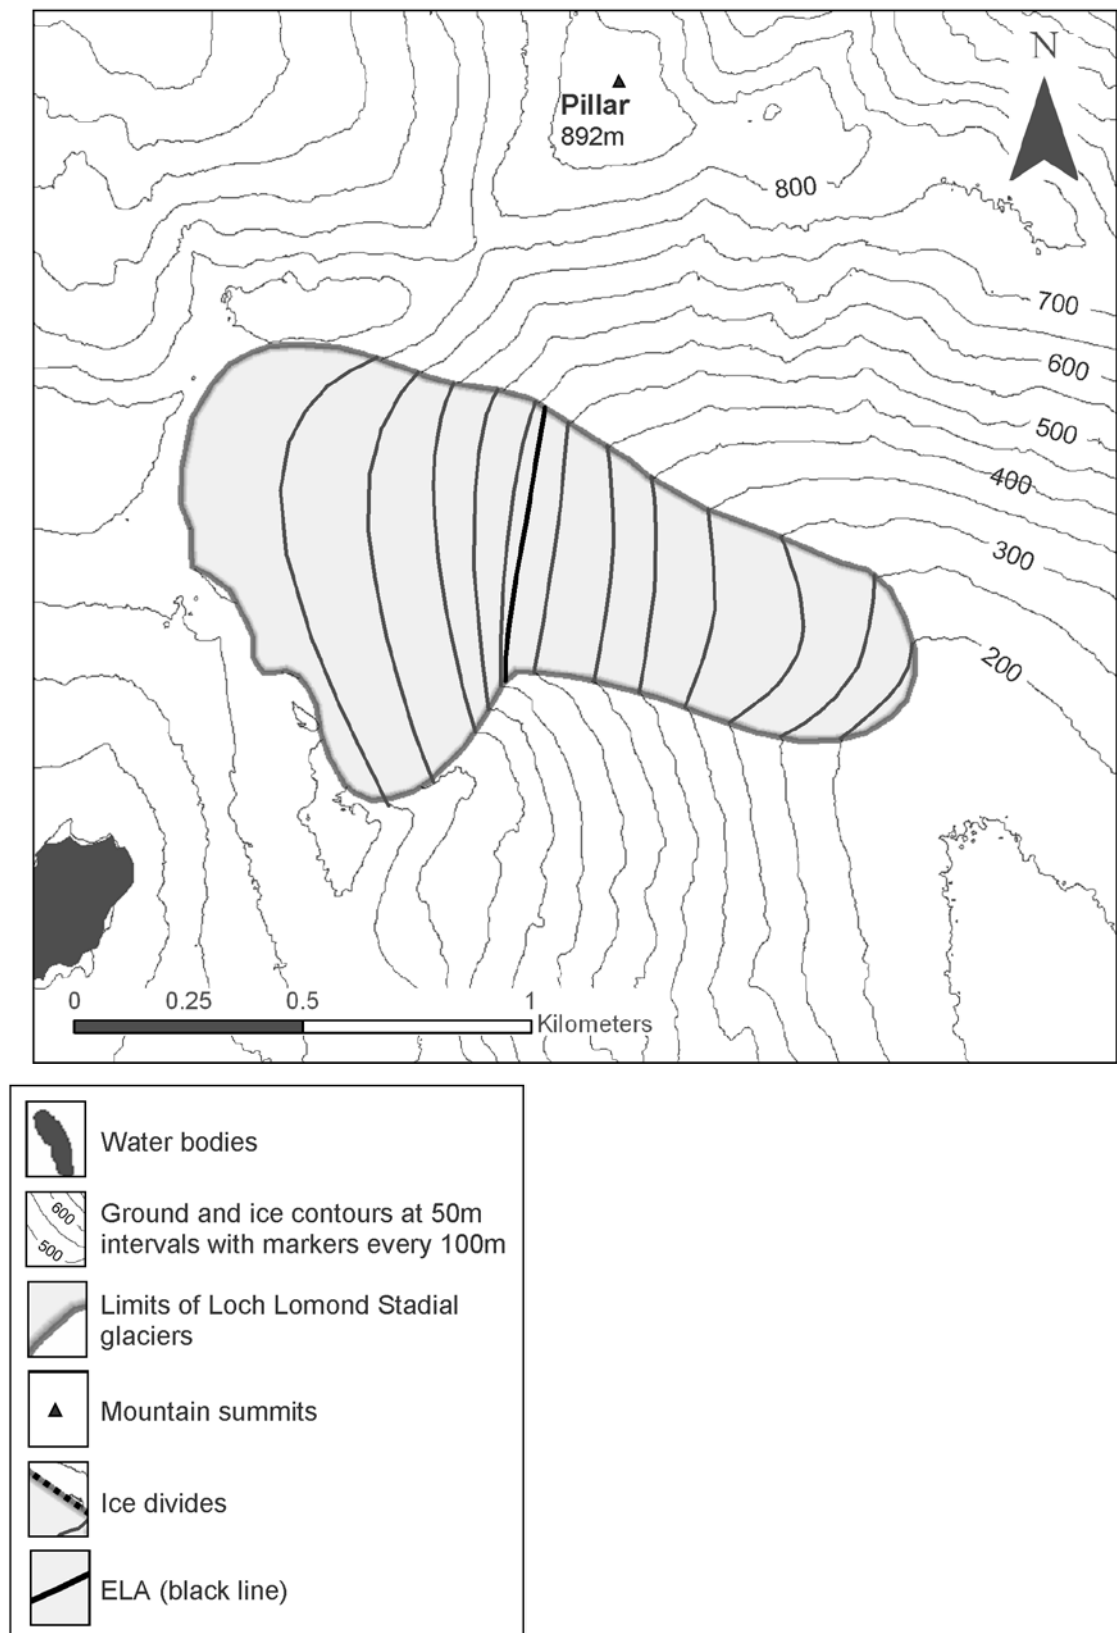 N
Pillar
892m
800
700
600
500
400
300
200
0 0.25 0.5 1
Kilometers
Water bodies
600
500
Ground and ice contours at 50m
intervals with markers every 100m
Limits of Loch Lomond Stadial
glaciers
Mountain summits
Ice divides
ELA (black line)